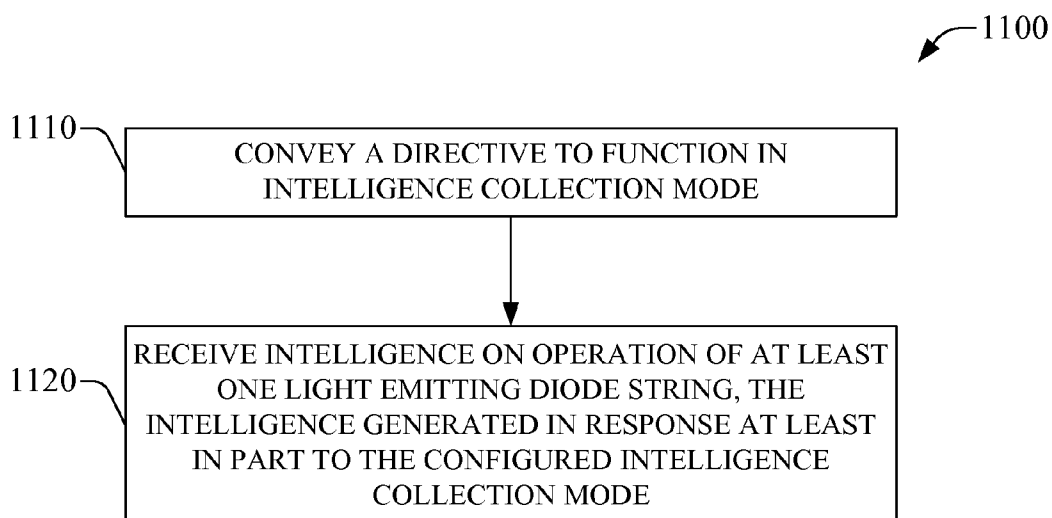 1100
1110
CONVEY A DIRECTIVE TO FUNCTION IN
INTELLIGENCE COLLECTION MODE
1120
RECEIVE INTELLIGENCE ON OPERATION OF AT LEAST
ONE LIGHT EMITTING DIODE STRING, THE
INTELLIGENCE GENERATED IN RESPONSE AT LEAST
IN PART TO THE CONFIGURED INTELLIGENCE
COLLECTION MODE